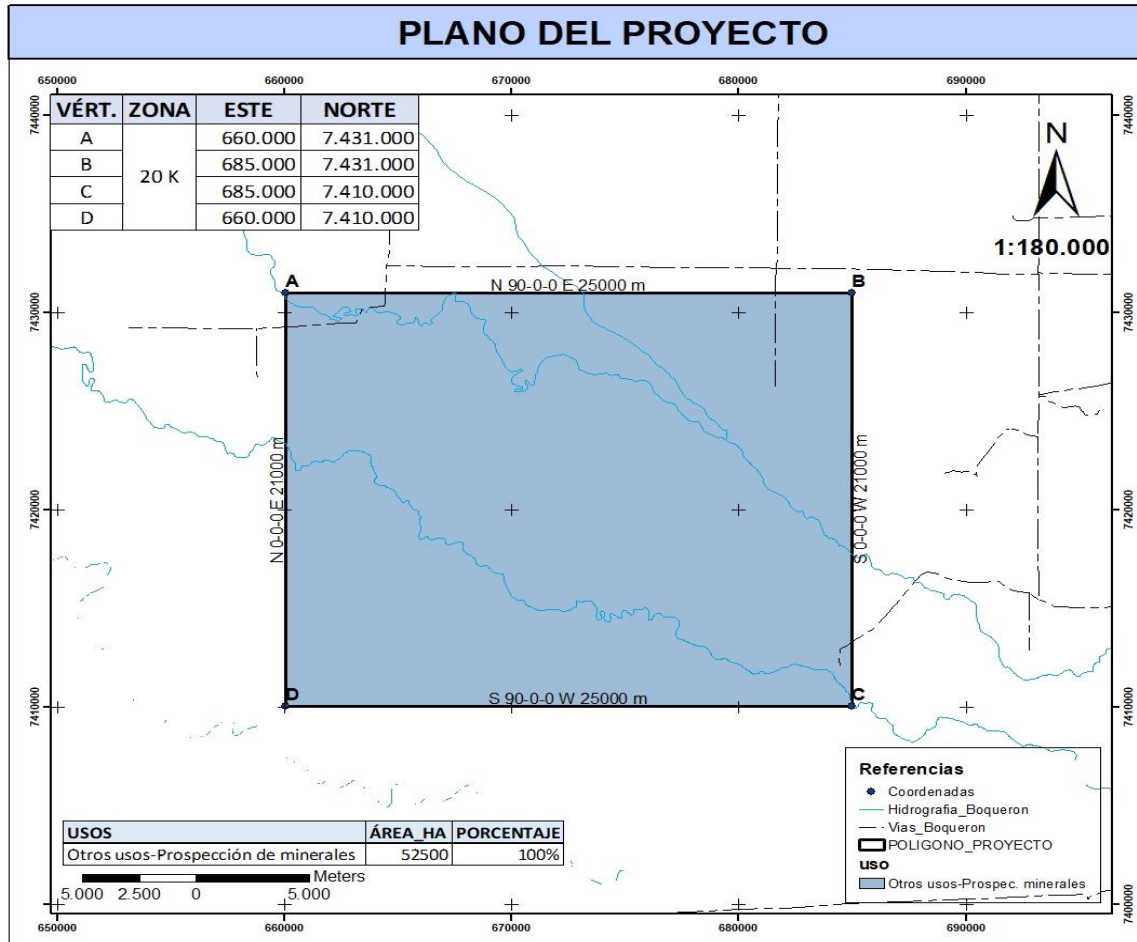 PLANO DEL PROYECTO
650000 660000 670000 680000 690000
VÉRT. ZONA ESTE NORTE
A 660.000 7.431.000
B 685.000 7.431.000
20 K
C 685.000 7.410.000
D 660.000 7.410.000
7440000
7440000
N
1:180.000
A
N 90-0-0 E 25000 m
B
7430000
7430000
N 0-0-0 E 21000 m
S 0-0-0 W 21000 m
7420000
7420000
D
S 90-0-0 W 25000 m
C
7410000
7410000
Referencias
Coordenadas
Hidrografia_Boqueron
Vias_Boqueron
POLIGONO_PROYECTO
uso
Otros usos-Prospec. minerales
USOS ÁREA_HA PORCENTAJE
Otros usos-Prospección de minerales 52500 100%
Meters
5.000 2.500 0 5.000
7400000
7400000
650000 660000 670000 680000 690000